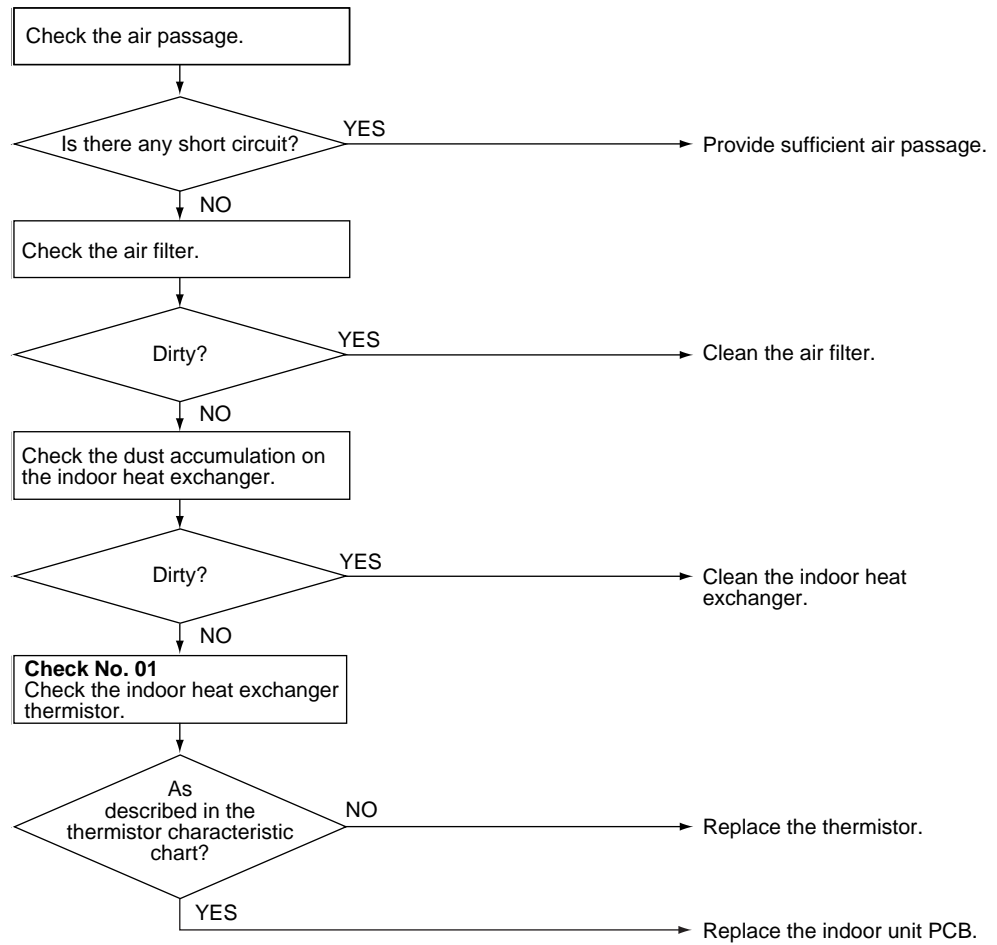 Check the air passage.
Is there any short circuit?
YES
Provide sufficient air passage.
NO
Check the air filter.
Dirty?
YES
Clean the air filter.
NO
Check the dust accumulation on
the indoor heat exchanger.
Dirty?
YES
Clean the indoor heat
exchanger.
NO
Check No. 01
Check the indoor heat exchanger
thermistor.
As
described in the
thermistor characteristic
chart?
NO
Replace the thermistor.
YES
Replace the indoor unit PCB.